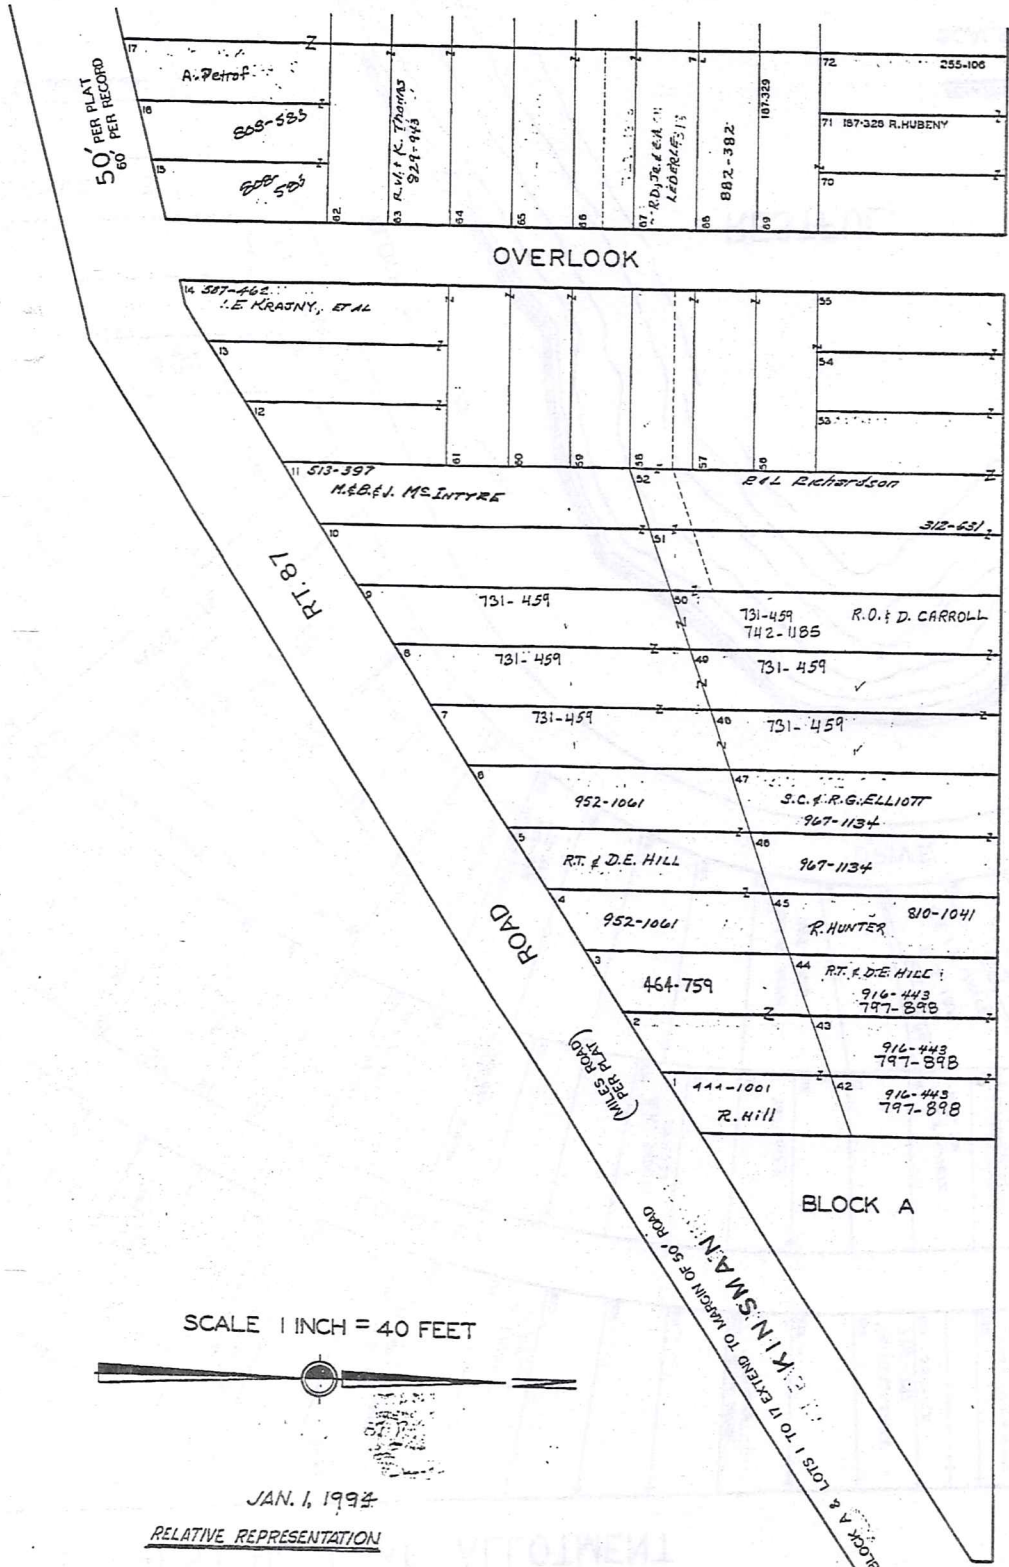 50' PER PLAT
60' PER RECORD
17
A. Petrof
16
808-583
15
808-
583
62
63 R.W. & K. Thomas
829-943
64
65
66
67
R.D., Jr. & E.A.
68
882-382
69
187-329
72
255-106
71 187-328 R. HUBENY
70
OVERLOOK
14 587-462
I.E. KRAJNY, ET AL
13
12
61
60
59
58
57
56
55
54
53
11 513-397
M.&B.&J. McINTYRE
52
R&L Richardson
312-631
10
51
9
731-459
50
731-459
742-1185
R.O. & D. CARROLL
8
731-459
49
731-459
7
731-459
48
731-459
6
952-1061
47
S.C. & R.G. ELLIOTT
967-1134
5
RT. & D.E. HILL
46
967-1134
4
952-1061
45
810-1041
R. HUNTER
3
464-759
44
RT. & D.E. HILL
916-443
797-898
2
43
916-443
797-898
1
444-1001
R. Hill
42
916-443
797-898
BLOCK A
RT. 87
ROAD
(MILES ROAD)
PER PLAT
KINSMAN
BLOCK A & LOTS 1 TO 17 EXTEND TO MARGIN OF 50' ROAD
SCALE 1 INCH = 40 FEET
JAN. 1, 1994
RELATIVE REPRESENTATION
ALLOTMENT